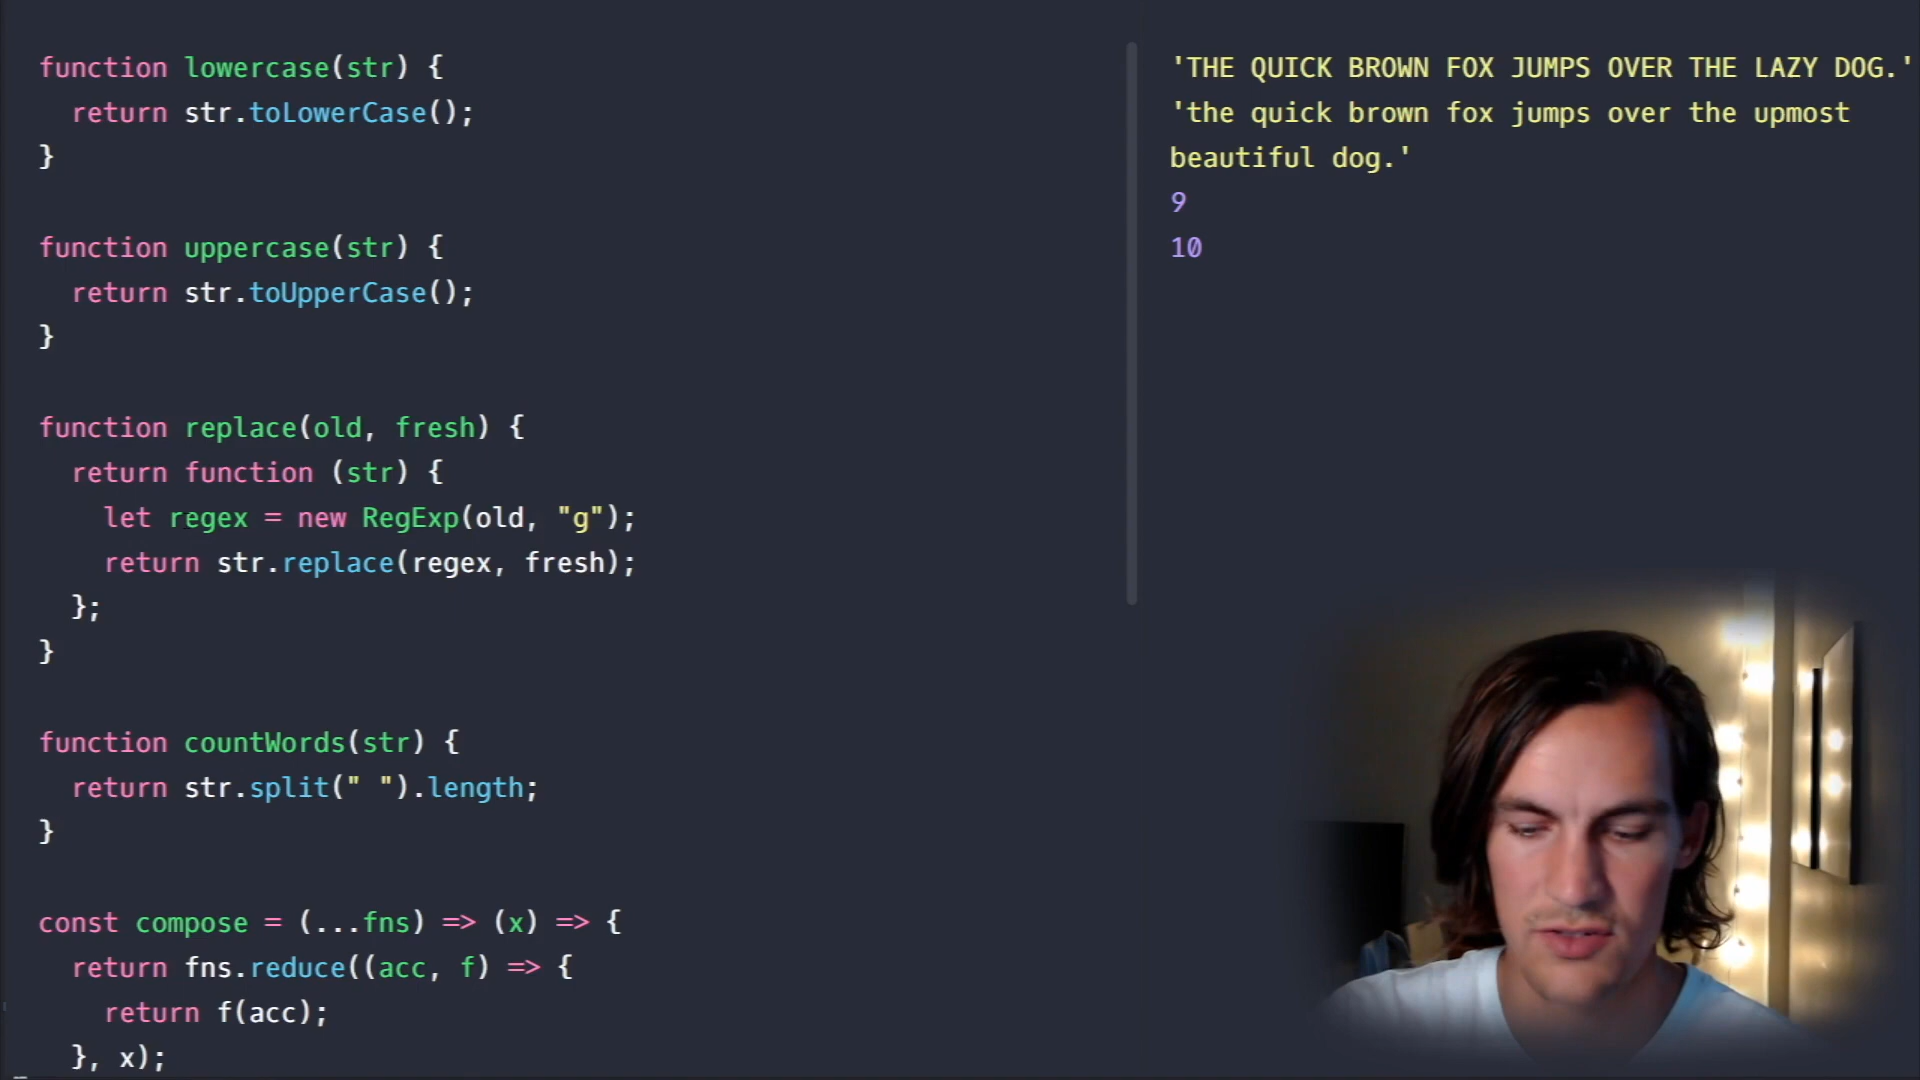 function lowercase(str) {
  return str.toLowerCase();
}
function uppercase(str) {
  return str.toUpperCase();
}
function replace(old, fresh) {
  return function (str) {
    let regex = new RegExp(old, "g");
    return str.replace(regex, fresh);
  };
}
function countWords(str) {
  return str.split(" ").length;
}
const compose = (...fns) => (x) => {
  return fns.reduce((acc, f) => {
    return f(acc);
  }, x);
'THE QUICK BROWN FOX JUMPS OVER THE LAZY DOG.'
'the quick brown fox jumps over the upmost
beautiful dog.'
9
10